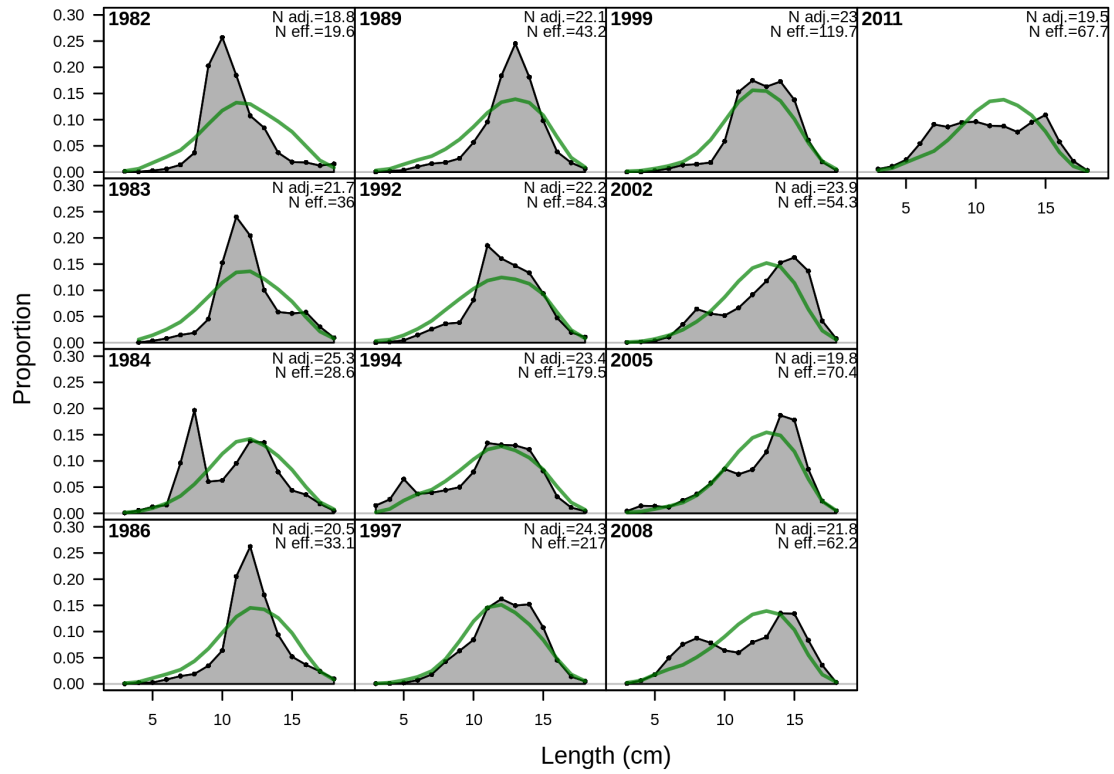 0.30
0.25
0.20
0.15
0.10
0.05
0.00
1982
N adj.=18.8
N eff.=19.6
1989
N adj.=22.1
N eff.=43.2
1999
N adj.=23
N eff.=119.7
2011
N adj.=19.5
N eff.=67.7
5 10 15
0.30
0.25
0.20
0.15
0.10
0.05
0.00
1983
N adj.=21.7
N eff.=36
1992
N adj.=22.2
N eff.=84.3
2002
N adj.=23.9
N eff.=54.3
0.30
0.25
0.20
0.15
0.10
0.05
0.00
1984
N adj.=25.3
N eff.=28.6
1994
N adj.=23.4
N eff.=179.5
2005
N adj.=19.8
N eff.=70.4
0.30
0.25
0.20
0.15
0.10
0.05
0.00
1986
N adj.=20.5
N eff.=33.1
1997
N adj.=24.3
N eff.=217
2008
N adj.=21.8
N eff.=62.2
5 10 15
5 10 15
5 10 15
Proportion
Length (cm)